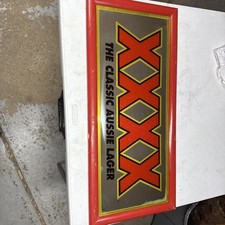 XXXX
THE CLASSIC AUSSIE LAGER